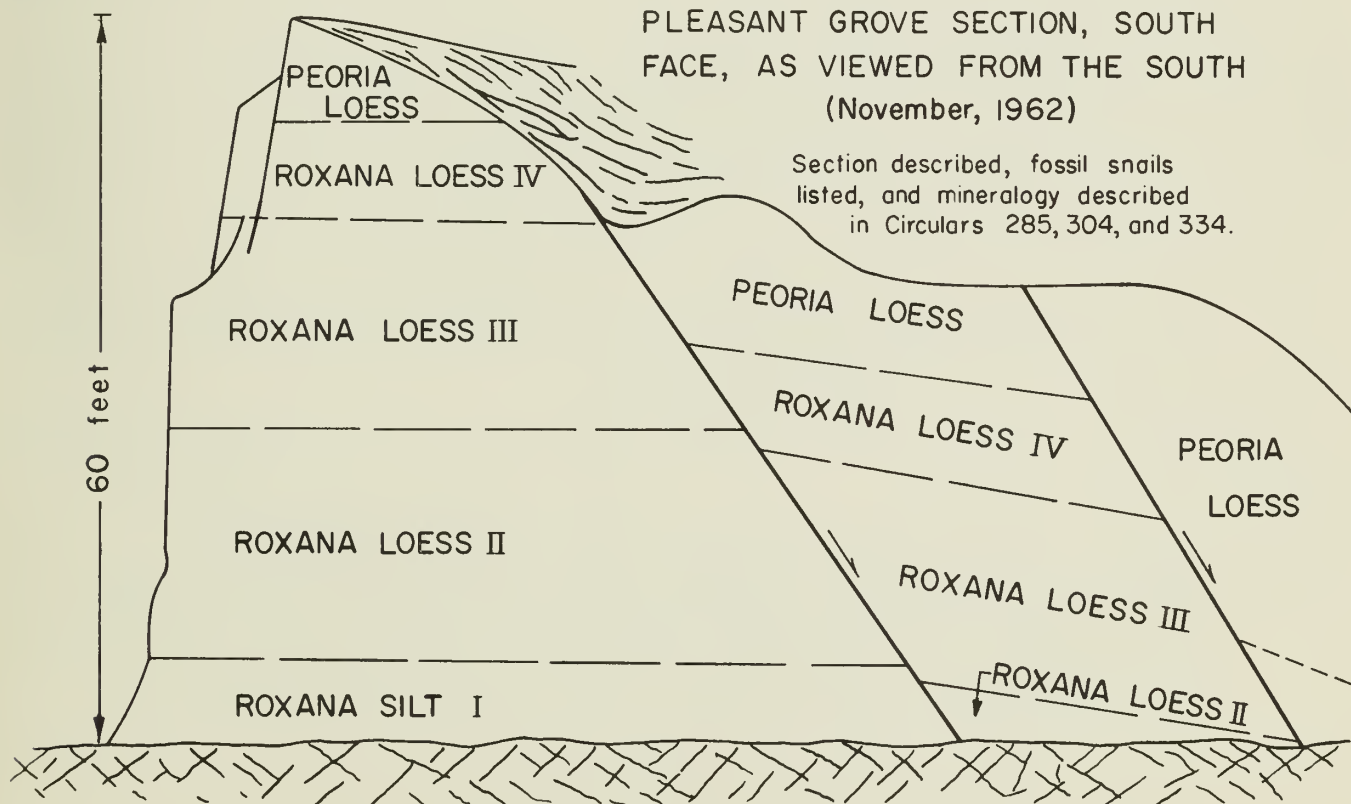 PLEASANT GROVE SECTION, SOUTH
FACE, AS VIEWED FROM THE SOUTH
(November, 1962)
Section described, fossil snails
listed, and mineralogy described
in Circulars 285, 304, and 334.
60 feet
PEORIA
LOESS
ROXANA LOESS IV
ROXANA LOESS III
ROXANA LOESS II
ROXANA SILT I
PEORIA LOESS
ROXANA LOESS IV
ROXANA LOESS III
ROXANA LOESS II
PEORIA
LOESS